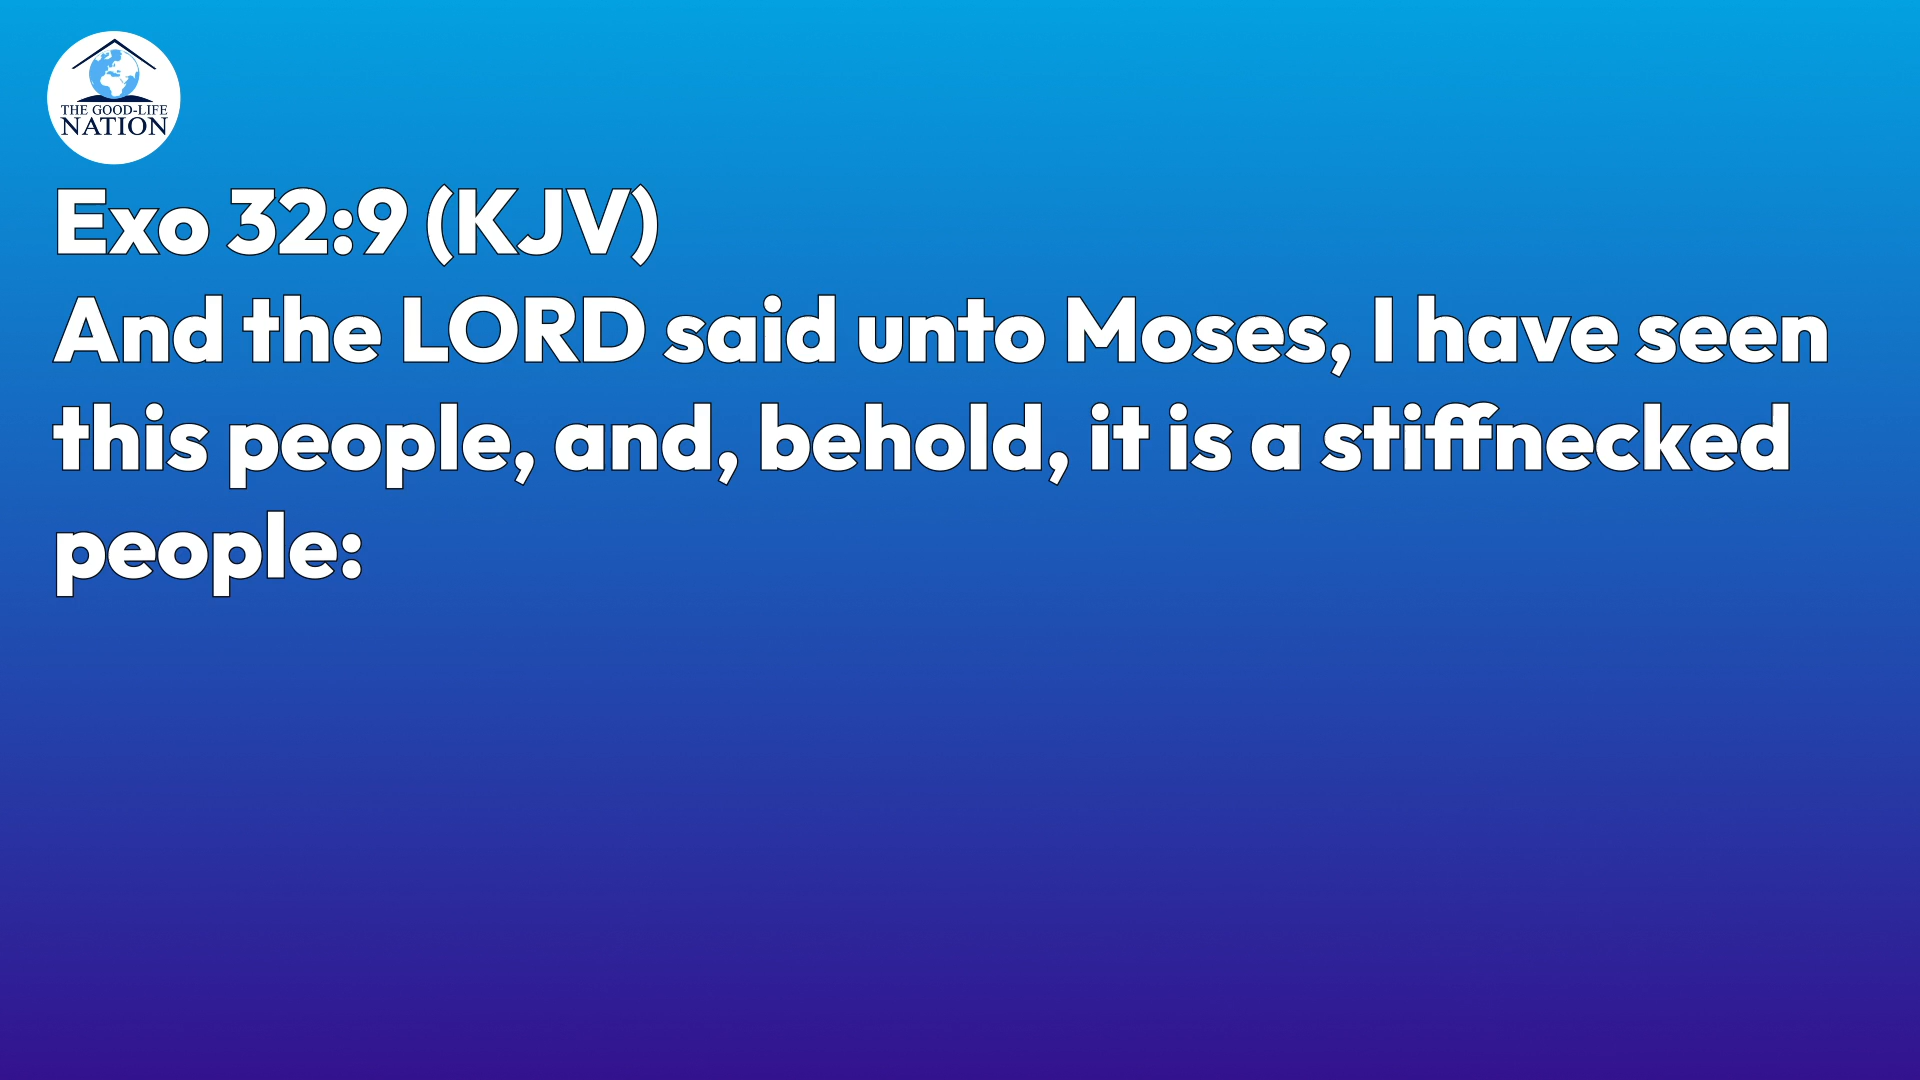 THE GOOD-LIFE
NATION
Exo 32:9 (KJV)
And the LORD said unto Moses, I have seen
this people, and, behold, it is a stiffnecked
people: